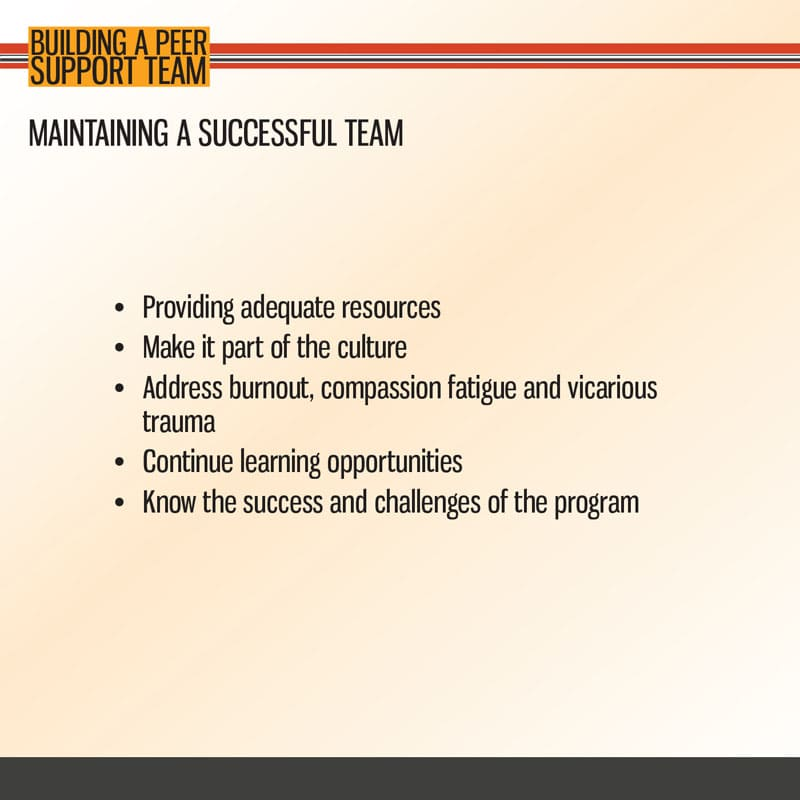 BUILDING A PEER
SUPPORT TEAM
MAINTAINING A SUCCESSFUL TEAM
• Providing adequate resources
• Make it part of the culture
• Address burnout, compassion fatigue and vicarious
trauma
• Continue learning opportunities
• Know the success and challenges of the program